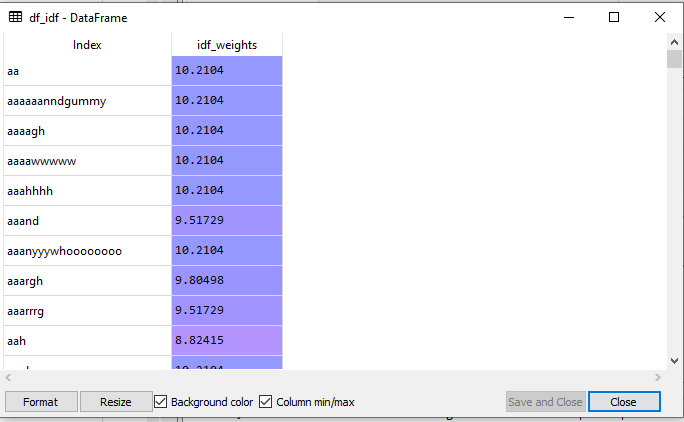 df_idf - DataFrame
Index idf_weights
aa 10.2104
aaaaaanndgummy 10.2104
aaaagh 10.2104
aaaawwwww 10.2104
aaahhhh 10.2104
aaand 9.51729
aaanyyywhoooooooo 10.2104
aaargh 9.80498
aaarrrg 9.51729
aah 8.82415
10.2104
Format Resize Background color Column min/max Save and Close Close